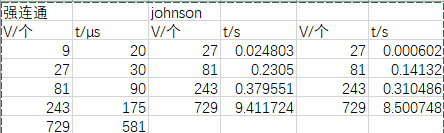 强连通 johnson
V/个 t/μs V/个 t/s V/个 t/s
9 20 27 0.024803 27 0.000602
27 30 81 0.2305 81 0.14132
81 90 243 0.379551 243 0.310486
243 175 729 9.411724 729 8.500748
729 581